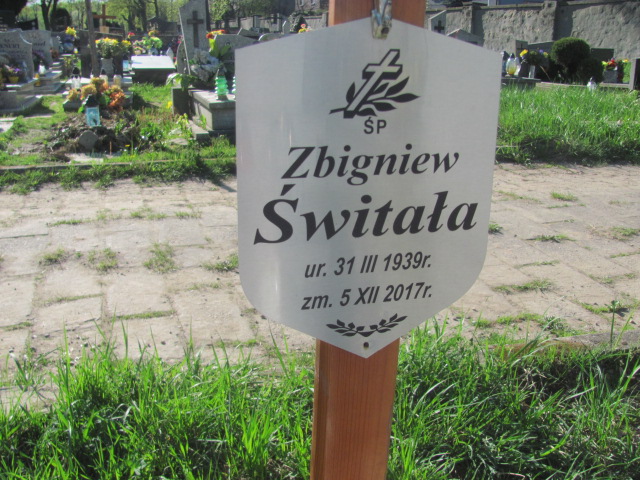 ŚP
Zbigniew
Świtała
ur. 31 III 1939r.
zm. 5 XII 2017r.